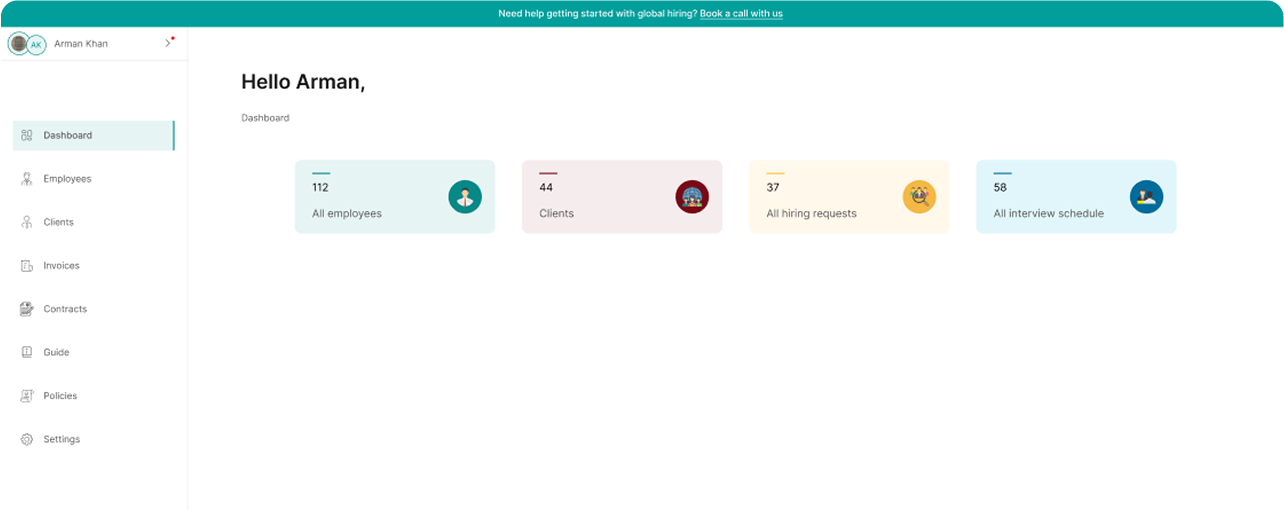 Need help getting started with global hiring? Book a call with us
AK Arman Khan
Hello Arman,
Dashboard
Dashboard
Employees
Clients
Invoices
Contracts
Guide
Policies
Settings
112
All employees
44
Clients
37
All hiring requests
58
All interview schedule